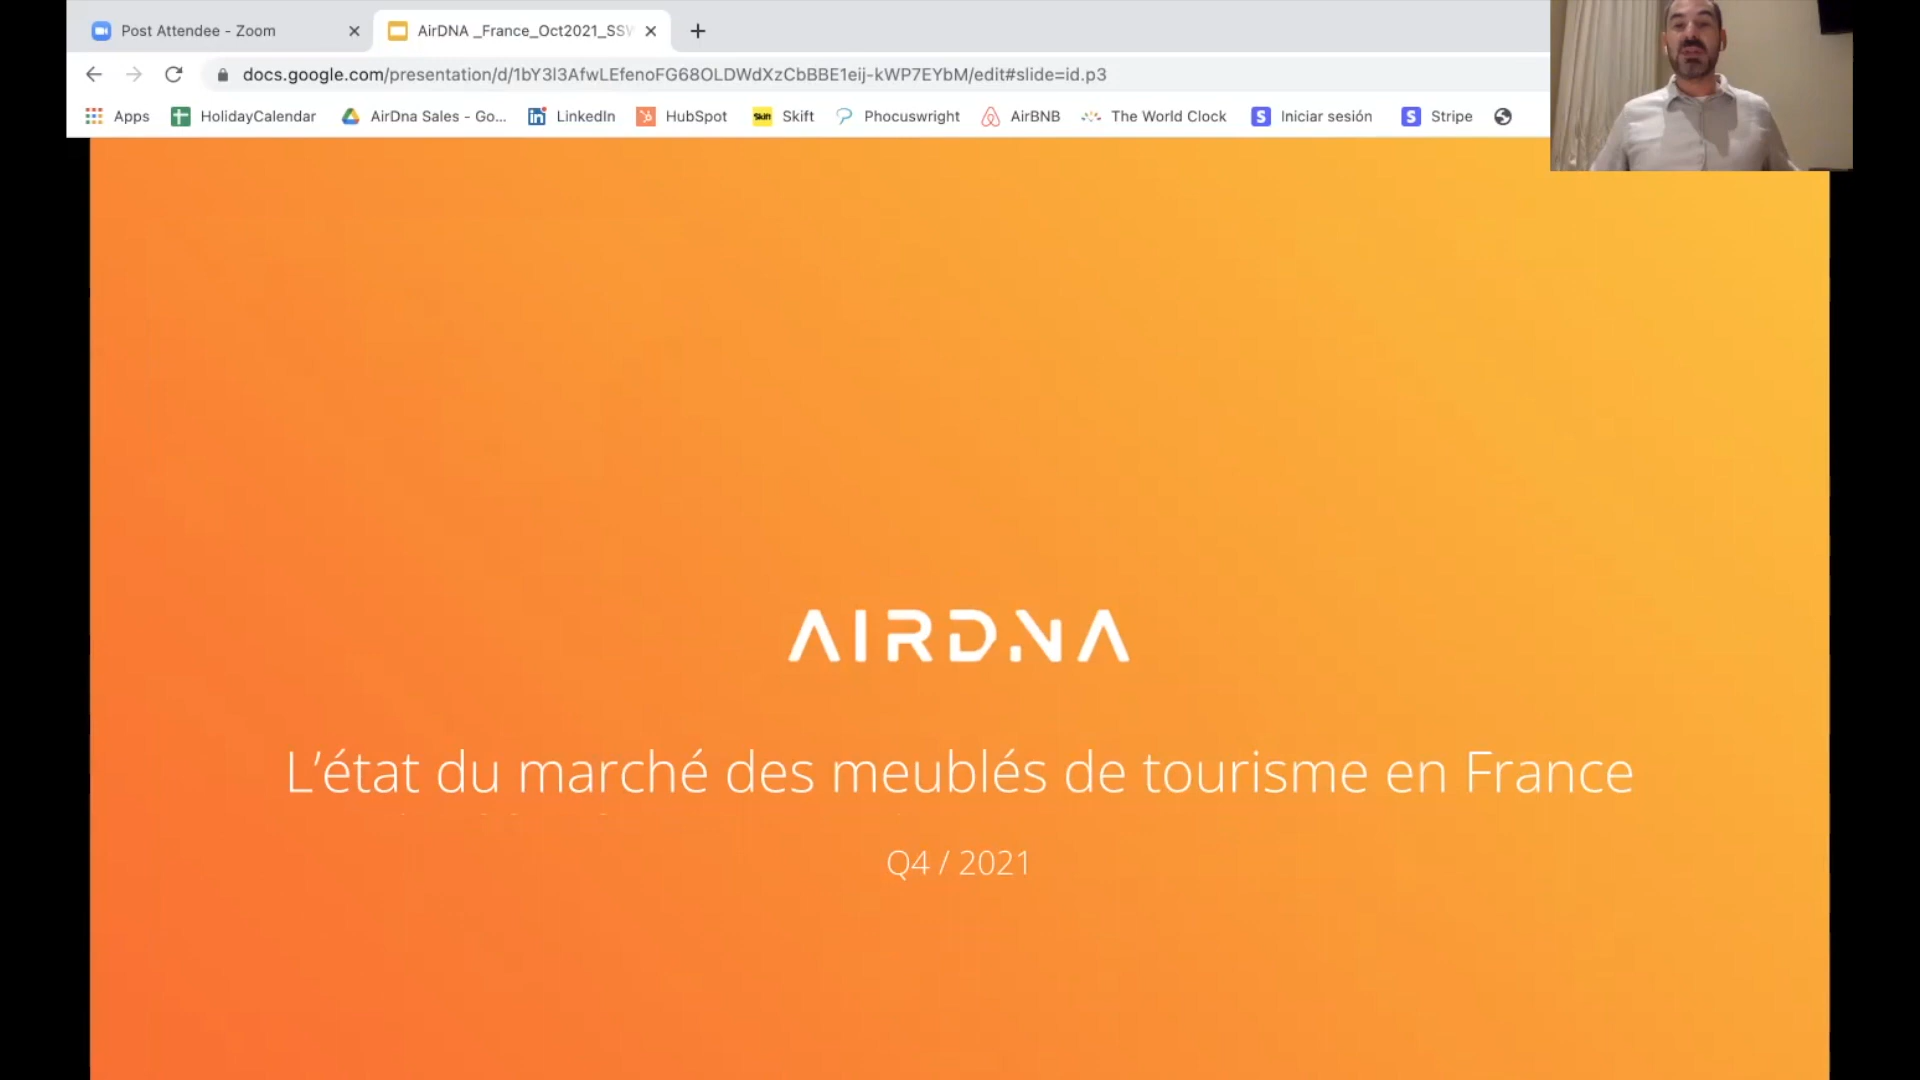 Post Attendee - Zoom
AirDNA _France_Oct2021_SSW
docs.google.com/presentation/d/1bY3I3AfwLEfenoFG68OLDWdXzCbBBE1eij-kWP7EYbM/edit#slide=id.p3
Apps HolidayCalendar AirDna Sales - Go... LinkedIn HubSpot Skift Phocuswright AirBNB The World Clock Iniciar sesión Stripe
AIRDNA
L’état du marché des meublés de tourisme en France
Q4 / 2021